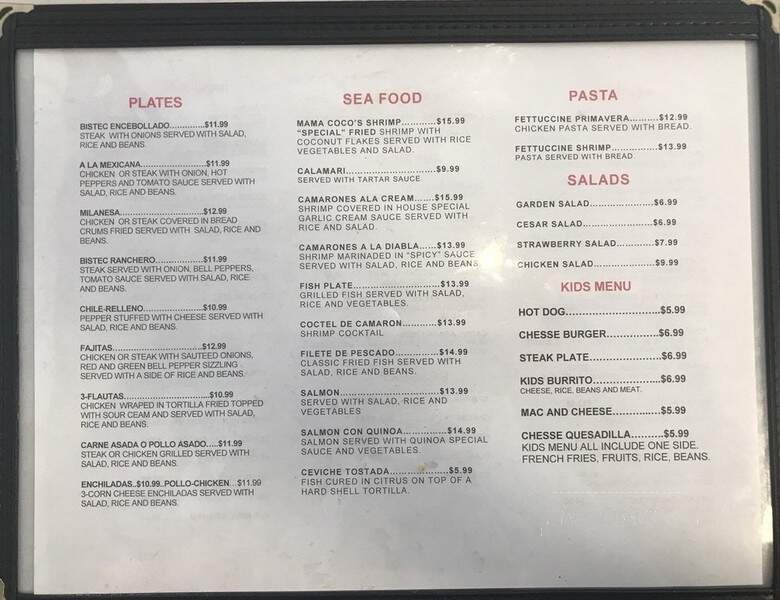 PLATES
BISTEC ENCEBOLLADO..............$11.99
STEAK WITH ONIONS SERVED WITH SALAD,
RICE AND BEANS.
A LA MEXICANA..........................$11.99
CHICKEN OR STEAK WITH ONION, HOT
PEPPERS AND TOMATO SAUCE SERVED WITH
SALAD, RICE AND BEANS.
MILANESA...................................$12.99
CHICKEN OR STEAK COVERED IN BREAD
CRUMS FRIED SERVED WITH SALAD, RICE AND
BEANS.
BISTEC RANCHERO......................$11.99
STEAK SERVED WITH ONION, BELL PEPPERS,
TOMATO SAUCE SERVED WITH SALAD, RICE
AND BEANS.
CHILE-RELLENO..........................$10.99
PEPPER STUFFED WITH CHEESE SERVED WITH
SALAD, RICE AND BEANS.
FAJITAS......................................$12.99
CHICKEN OR STEAK WITH SAUTEED ONIONS,
RED AND GREEN BELL PEPPER SIZZLING
SERVED WITH A SIDE OF RICE AND BEANS.
3-FLAUTAS..................................$10.99
CHICKEN WRAPED IN TORTILLA FRIED TOPPED
WITH SOUR CEAM AND SERVED WITH SALAD,
RICE AND BEANS.
CARNE ASADA O POLLO ASADO.....$11.99
STEAK OR CHICKEN GRILLED SERVED WITH
SALAD, RICE AND BEANS.
ENCHILADAS..$10.99..POLLO-CHICKEN...$11.99
3-CORN CHEESE ENCHILADAS SERVED WITH
SALAD, RICE AND BEANS.
SEA FOOD
MAMA COCO'S SHRIMP............$15.99
"SPECIAL" FRIED SHRIMP WITH
COCONUT FLAKES SERVED WITH RICE
VEGETABLES AND SALAD.
CALAMARI..............................$9.99
SERVED WITH TARTAR SAUCE
CAMARONES ALA CREAM.......$15.99
SHRIMP COVERED IN HOUSE SPECIAL
GARLIC CREAM SAUCE SERVED WITH
RICE AND SALAD
CAMARONES A LA DIABLA......$13.99
SHRIMP MARINADED IN "SPICY" SAUCE
SERVED WITH SALAD, RICE AND BEANS
FISH PLATE.............................$13.99
GRILLED FISH SERVED WITH SALAD,
RICE AND VEGETABLES.
COCTEL DE CAMARON............$13.99
SHRIMP COCKTAIL
FILETE DE PESCADO................$14.99
CLASSIC FRIED FISH SERVED WITH
SALAD, RICE AND BEANS.
SALMON.................................$13.99
SERVED WITH SALAD, RICE AND
VEGETABLES
SALMON CON QUINOA...............$14.99
SALMON SERVED WITH QUINOA SPECIAL
SAUCE AND VEGETABLES.
CEVICHE TOSTADA....................$5.99
FISH CURED IN CITRUS ON TOP OF A
HARD SHELL TORTILLA.
PASTA
FETTUCCINE PRIMAVERA..........$12.99
CHICKEN PASTA SERVED WITH BREAD.
FETTUCCINE SHRIMP................$13.99
PASTA SERVED WITH BREAD
SALADS
GARDEN SALAD......................$6.99
CESAR SALAD........................$6.99
STRAWBERRY SALAD.............$7.99
CHICKEN SALAD.....................$9.99
KIDS MENU
HOT DOG..............................$5.99
CHESSE BURGER..................$6.99
STEAK PLATE........................$6.99
KIDS BURRITO......................$6.99
CHEESE, RICE, BEANS AND MEAT.
MAC AND CHEESE................$5.99
CHESSE QUESADILLA..........$5.99
KIDS MENU ALL INCLUDE ONE SIDE.
FRENCH FRIES, FRUITS, RICE, BEANS.